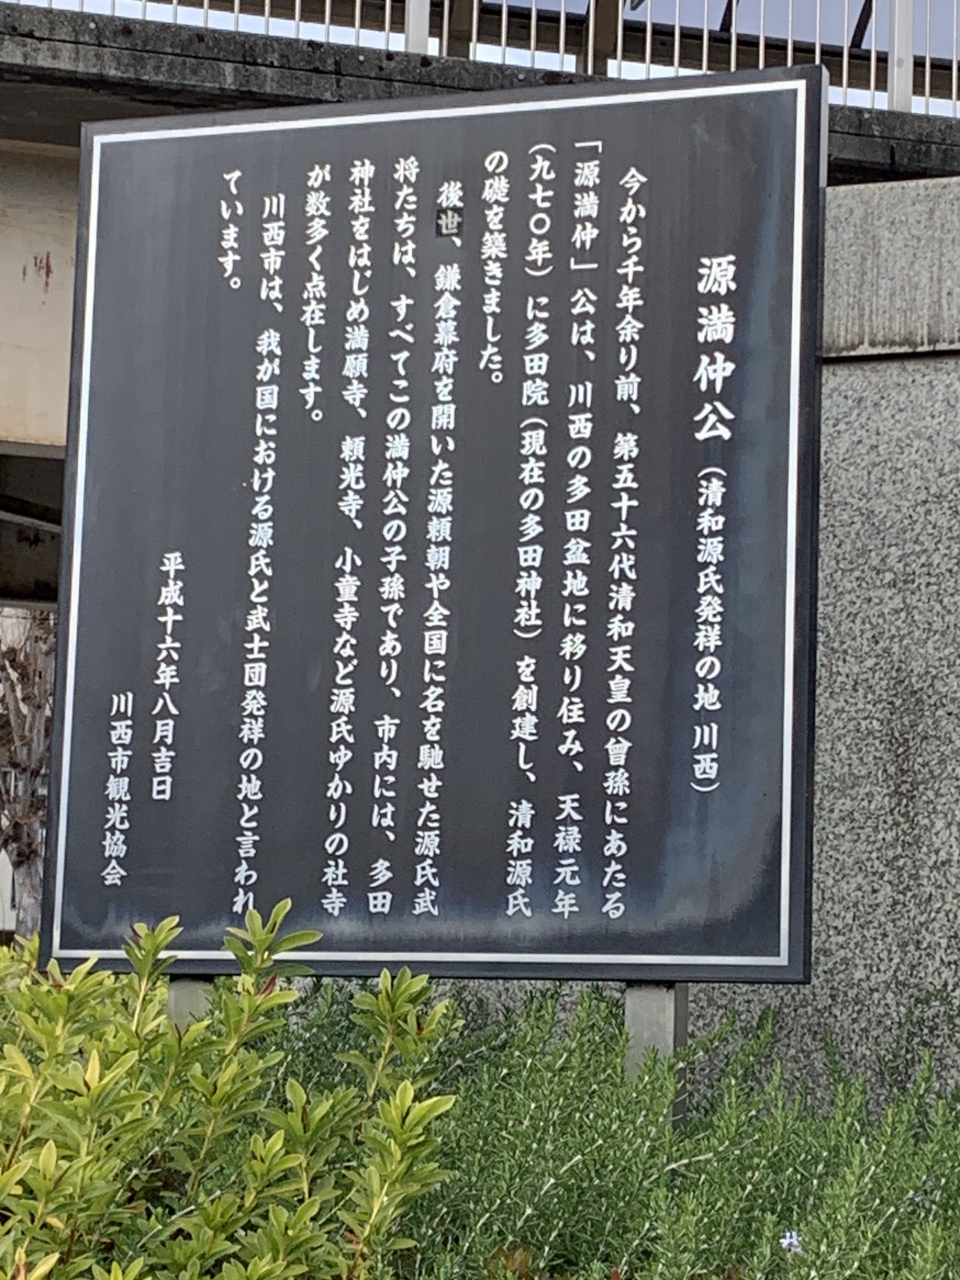 源満仲公（清和源氏発祥の地 川西）
今から千年余り前、第五十六代清和天皇の曾孫にあたる
「源満仲」公は、川西の多田盆地に移り住み、天禄元年
（九七〇年）に多田院（現在の多田神社）を創建し、清和源氏
の礎を築きました。
後世、鎌倉幕府を開いた源頼朝や全国に名を馳せた源氏武
将たちは、すべてこの満仲公の子孫であり、市内には、多田
神社をはじめ満願寺、頼光寺、小童寺など源氏ゆかりの社寺
が数多く点在します。
川西市は、我が国における源氏と武士団発祥の地と言われ
ています。
平成十六年八月吉日
川西市観光協会